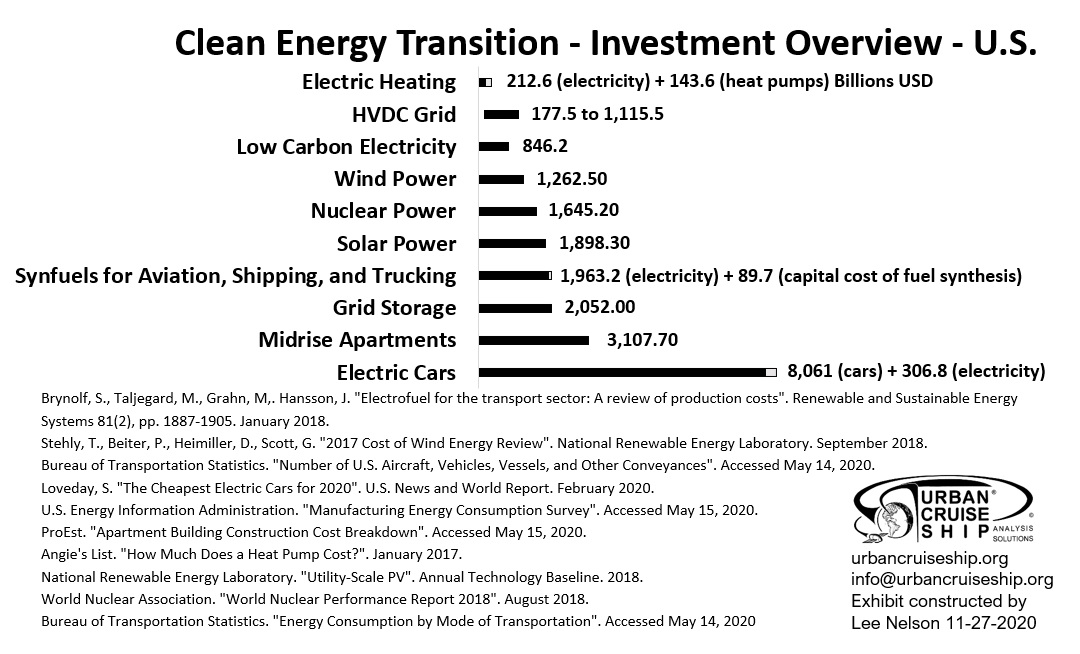 Clean Energy Transition - Investment Overview - U.S.
Electric Heating 212.6 (electricity) + 143.6 (heat pumps) Billions USD
HVDC Grid 177.5 to 1,115.5
Low Carbon Electricity 846.2
Wind Power 1,262.50
Nuclear Power 1,645.20
Solar Power 1,898.30
Synfuels for Aviation, Shipping, and Trucking 1,963.2 (electricity) + 89.7 (capital cost of fuel synthesis)
Grid Storage 2,052.00
Midrise Apartments 3,107.70
Electric Cars 8,061 (cars) + 306.8 (electricity)
Brynolf, S., Taljegard, M., Grahn, M,. Hansson, J. "Electrofuel for the transport sector: A review of production costs". Renewable and Sustainable Energy
Systems 81(2), pp. 1887-1905. January 2018.
Stehly, T., Beiter, P., Heimiller, D., Scott, G. "2017 Cost of Wind Energy Review". National Renewable Energy Laboratory. September 2018.
Bureau of Transportation Statistics. "Number of U.S. Aircraft, Vehicles, Vessels, and Other Conveyances". Accessed May 14, 2020.
Loveday, S. "The Cheapest Electric Cars for 2020". U.S. News and World Report. February 2020.
U.S. Energy Information Administration. "Manufacturing Energy Consumption Survey". Accessed May 15, 2020.
ProEst. "Apartment Building Construction Cost Breakdown". Accessed May 15, 2020.
Angie's List. "How Much Does a Heat Pump Cost?". January 2017.
National Renewable Energy Laboratory. "Utility-Scale PV". Annual Technology Baseline. 2018.
World Nuclear Association. "World Nuclear Performance Report 2018". August 2018.
Bureau of Transportation Statistics. "Energy Consumption by Mode of Transportation". Accessed May 14, 2020
URBAN®
CRUISE ©
SHIP ANALYSIS
SOLUTIONS
urbancruiseship.org
info@urbancruiseship.org
Exhibit constructed by
Lee Nelson 11-27-2020